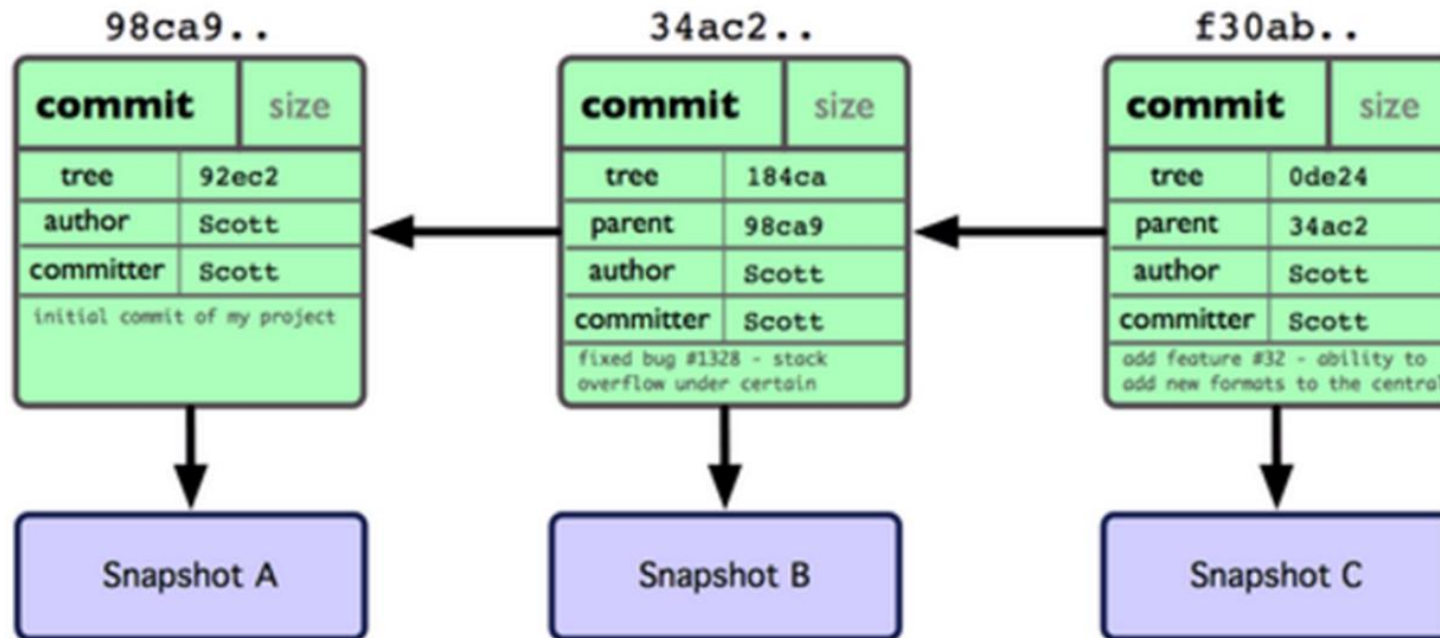 98ca9..
commit size
tree 92ec2
author Scott
committer Scott
initial commit of my project
Snapshot A
34ac2..
commit size
tree 184ca
parent 98ca9
author Scott
committer Scott
fixed bug #1328 - stack
overflow under certain
Snapshot B
f30ab..
commit size
tree 0de24
parent 34ac2
author Scott
committer Scott
add feature #32 - ability to
add new formats to the central
Snapshot C